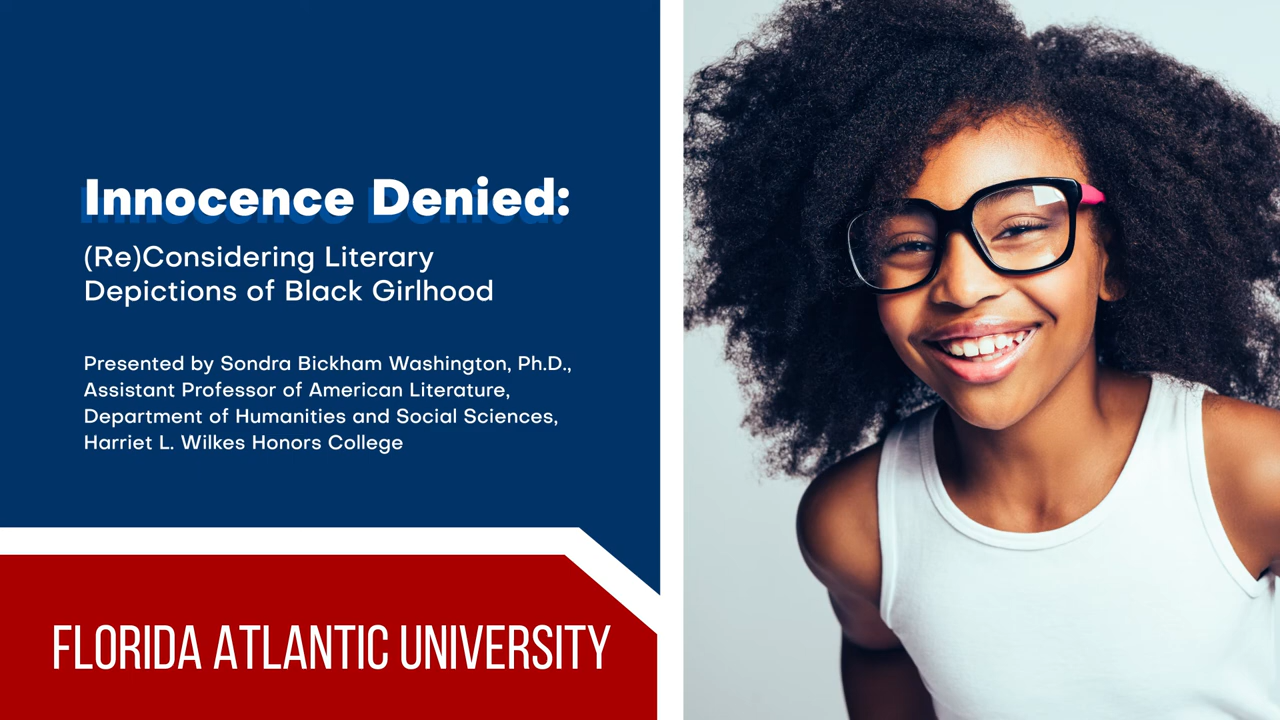 Innocence Denied:
(Re)Considering Literary
Depictions of Black Girlhood
Presented by Sondra Bickham Washington, Ph.D.,
Assistant Professor of American Literature,
Department of Humanities and Social Sciences,
Harriet L. Wilkes Honors College
FLORIDA ATLANTIC UNIVERSITY